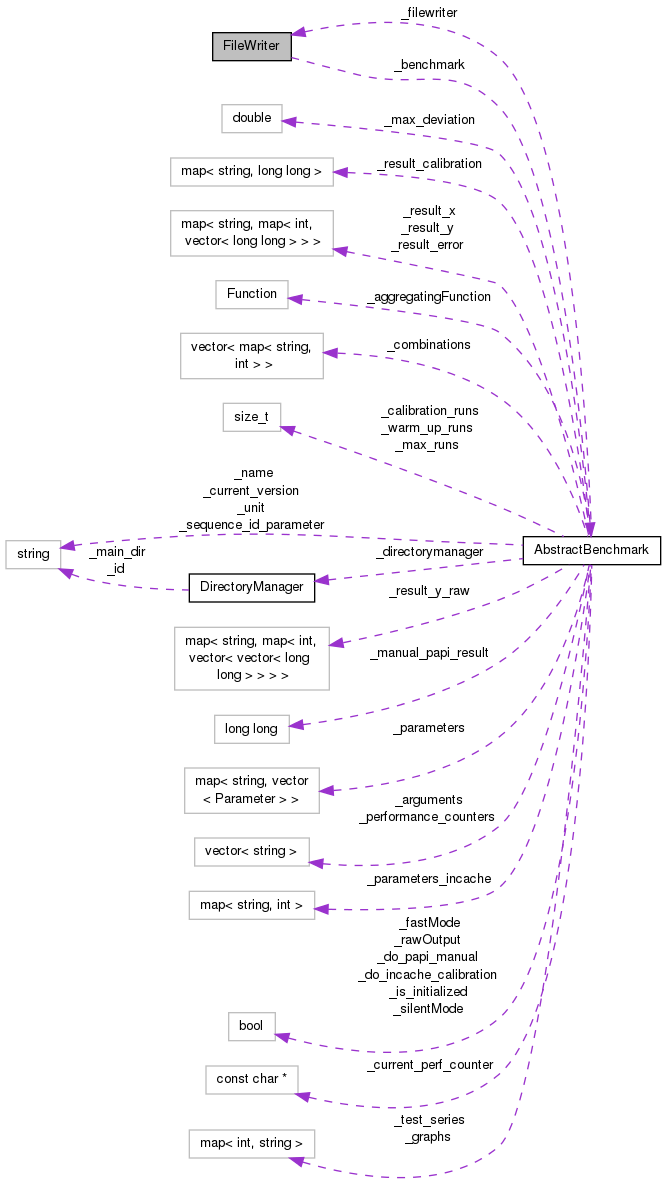 _filewriter
FileWriter
_benchmark
double
_max_deviation
map< string, long long >
_result_calibration
map< string, map< int,
vector< long long > > >
_result_x
_result_y
_result_error
Function
_aggregatingFunction
vector< map< string,
int > >
_combinations
size_t
_calibration_runs
_warm_up_runs
_max_runs
_name
_current_version
_unit
_sequence_id_parameter
string
_main_dir
_id
_directorymanager
AbstractBenchmark
DirectoryManager
_result_y_raw
map< string, map< int,
vector< vector< long
long > > > >
_manual_papi_result
long long
_parameters
map< string, vector
< Parameter > >
_arguments
_performance_counters
vector< string >
_parameters_incache
map< string, int >
_fastMode
_rawOutput
_do_papi_manual
_do_incache_calibration
_is_initialized
_silentMode
bool
_current_perf_counter
const char *
_test_series
_graphs
map< int, string >